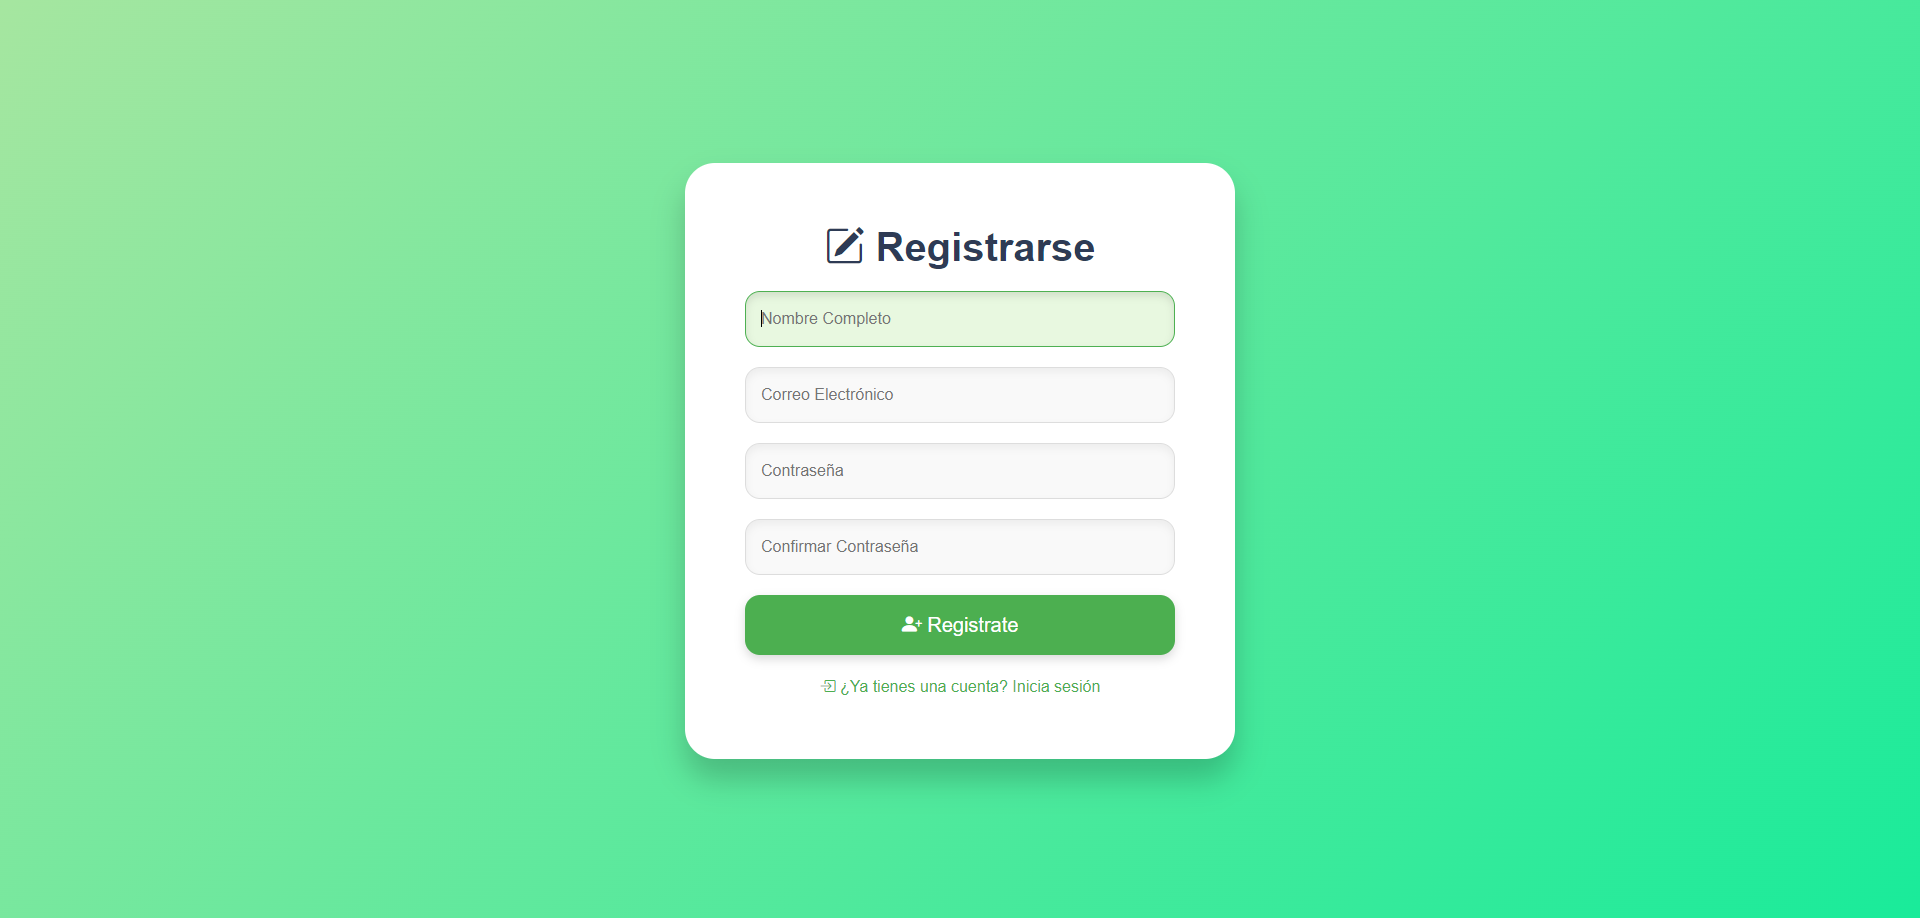 Registrarse
Nombre Completo
Correo Electrónico
Contraseña
Confirmar Contraseña
Registrate
¿Ya tienes una cuenta? Inicia sesión